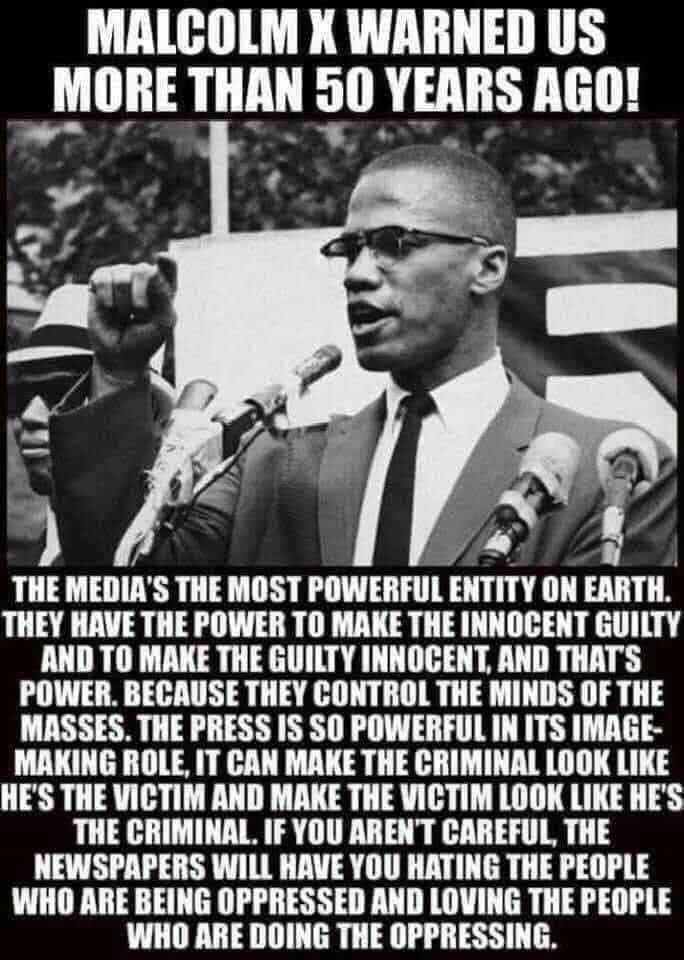 MALCOLM X WARNED US
MORE THAN 50 YEARS AGO!
THE MEDIA'S THE MOST POWERFUL ENTITY ON EARTH.
THEY HAVE THE POWER TO MAKE THE INNOCENT GUILTY
AND TO MAKE THE GUILTY INNOCENT, AND THAT'S
POWER. BECAUSE THEY CONTROL THE MINDS OF THE
MASSES. THE PRESS IS SO POWERFUL IN ITS IMAGE-
MAKING ROLE, IT CAN MAKE THE CRIMINAL LOOK LIKE
HE'S THE VICTIM AND MAKE THE VICTIM LOOK LIKE HE'S
THE CRIMINAL. IF YOU AREN'T CAREFUL, THE
NEWSPAPERS WILL HAVE YOU HATING THE PEOPLE
WHO ARE BEING OPPRESSED AND LOVING THE PEOPLE
WHO ARE DOING THE OPPRESSING.